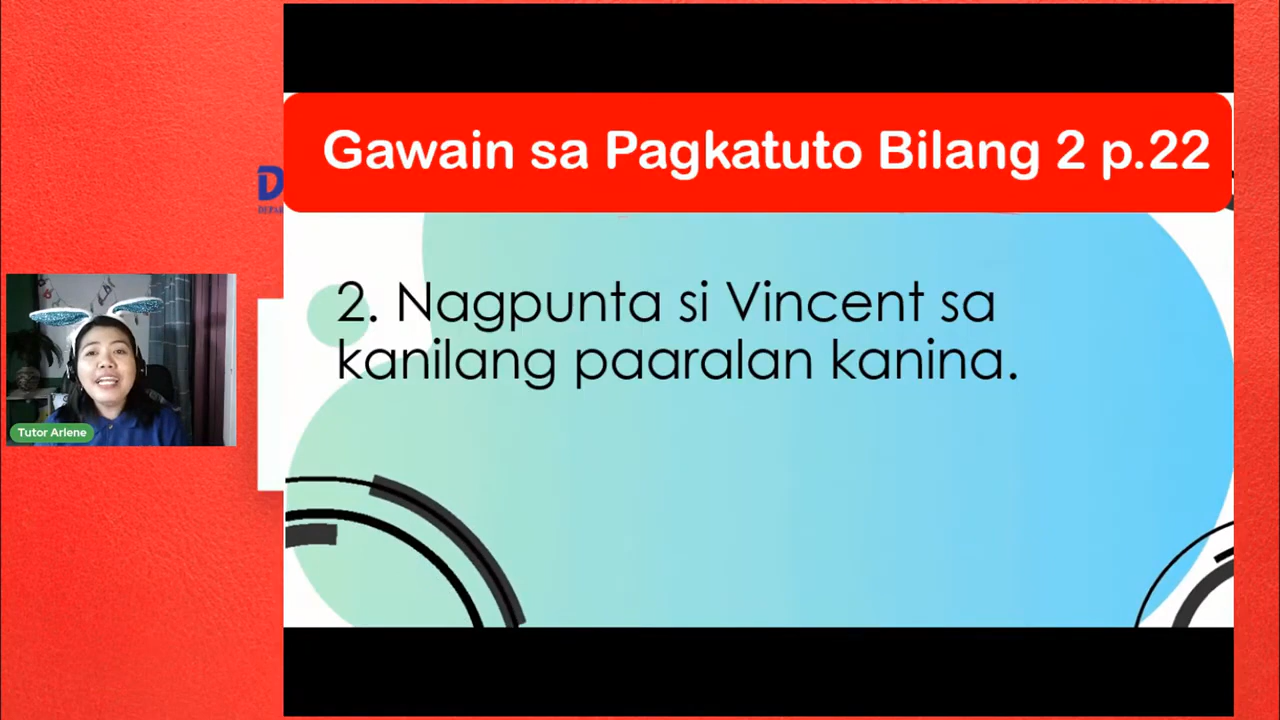 Gawain sa Pagkatuto Bilang 2 p.22
2. Nagpunta si Vincent sa
kanilang paaralan kanina.
Tutor Arlene